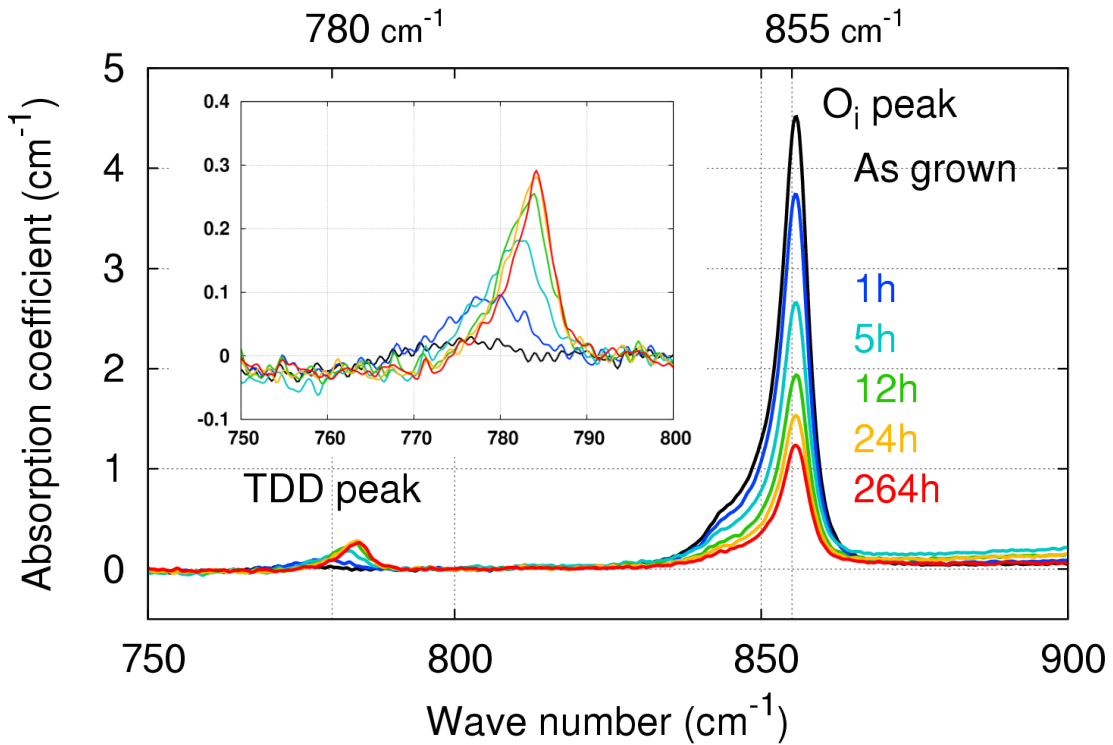 780 cm⁻¹
855 cm⁻¹
Absorption coefficient (cm⁻¹)
5
4
3
2
1
0
0.4
0.3
0.2
0.1
0
-0.1
750
760
770
780
790
800
TDD peak
Oᵢ peak
As grown
1h
5h
12h
24h
264h
750
800
850
900
Wave number (cm⁻¹)